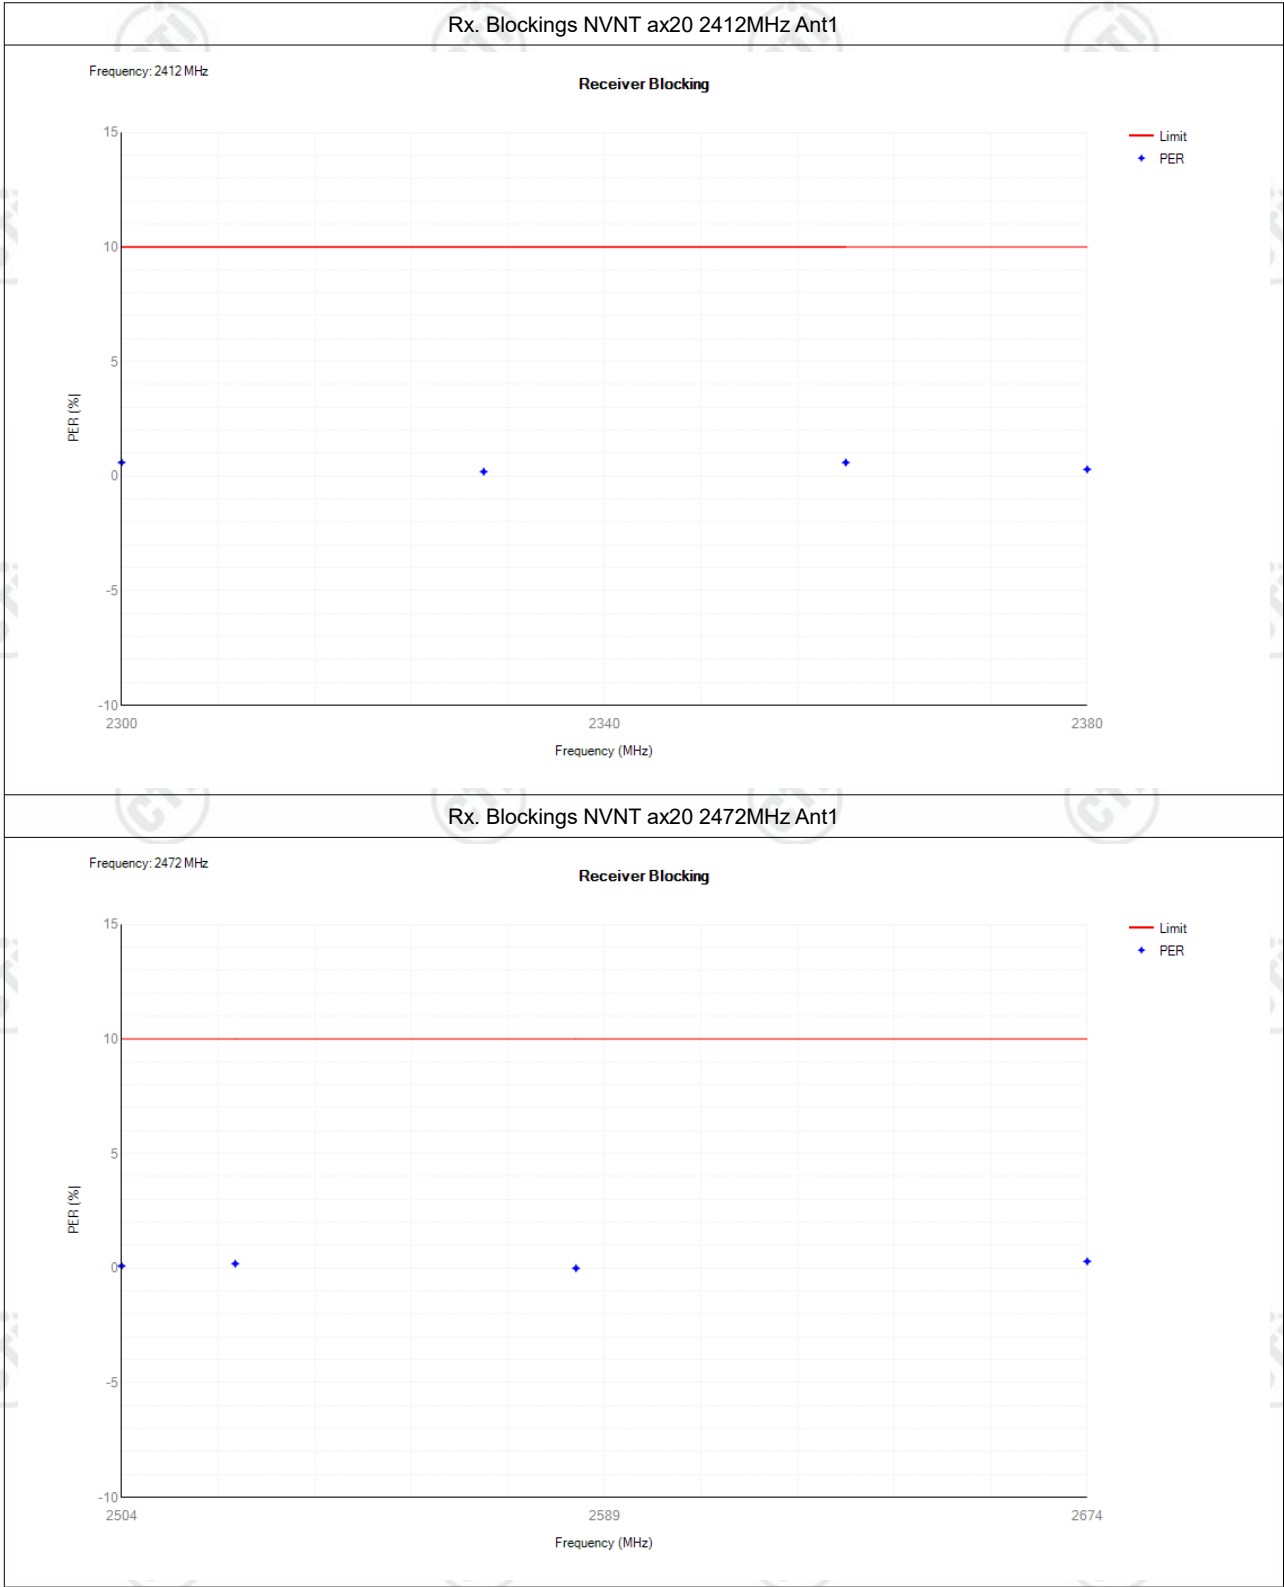 Rx. Blockings NVNT ax20 2412MHz Ant1
Frequency: 2412 MHz
Receiver Blocking
Limit
PER
15
10
5
0
-5
-10
PER (%)
2300
2340
2380
Frequency (MHz)
Rx. Blockings NVNT ax20 2472MHz Ant1
Frequency: 2472 MHz
Receiver Blocking
Limit
PER
15
10
5
0
-5
-10
PER (%)
2504
2589
2674
Frequency (MHz)